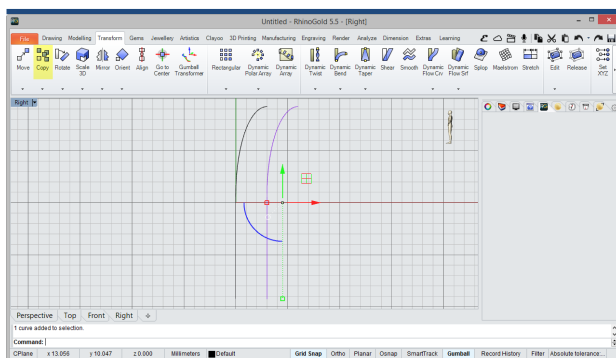 Untitled - RhinoGold 5.5 - [Right]
File Drawing Modelling Transform Gems Jewellery Artistica Clayoo 3D Printing Manufacturing Engraving Render Analyze Dimension Extras Learning
Move Copy Rotate Scale 3D Mirror Orient Align Go to Center Gumball Transformer Rectangular Dynamic Polar Array Dynamic Array Dynamic Twist Dynamic Bend Dynamic Taper Shear Smooth Dynamic Flow Crv Dynamic Flow Srf Splop Maelstrom Stretch Edit Release Set XYZ
Right
Perspective Top Front Right
1 curve added to selection.
Command:
CPlane x 13.056 y 10.047 z 0.000 Millimeters Default Grid Snap Ortho Planar Osnap SmartTrack Gumball Record History Filter Absolute tolerance...